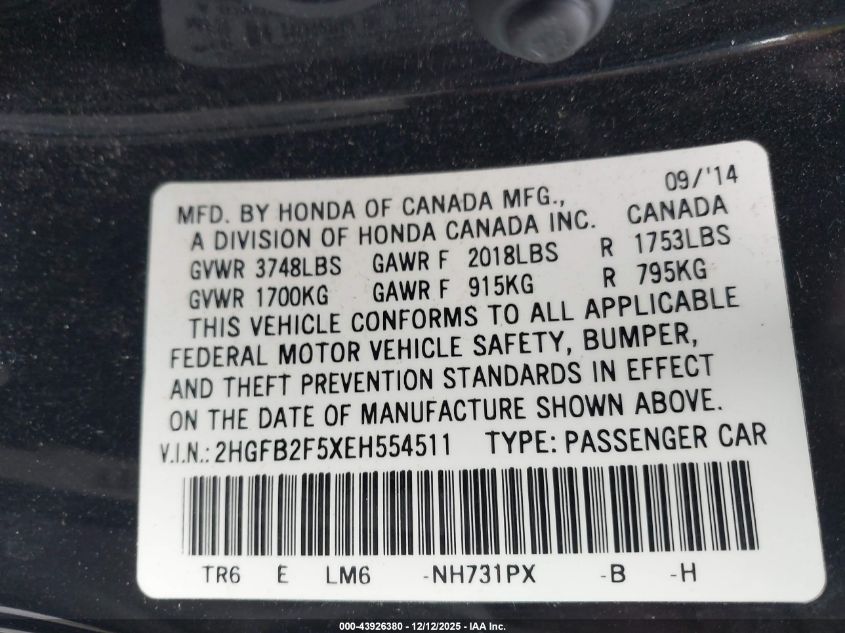 09/'14
MFD. BY HONDA OF CANADA MFG.,
CANADA
A DIVISION OF HONDA CANADA INC.
GVWR 3748LBS GAWR F 2018LBS R 1753LBS
GVWR 1700KG GAWR F 915KG R 795KG
THIS VEHICLE CONFORMS TO ALL APPLICABLE
FEDERAL MOTOR VEHICLE SAFETY, BUMPER,
AND THEFT PREVENTION STANDARDS IN EFFECT
ON THE DATE OF MANUFACTURE SHOWN ABOVE.
V.I.N.: 2HGFB2F5XEH554511 TYPE: PASSENGER CAR
TR6 E LM6 -NH731PX -B -H
000-43926380 - 12/12/2025 - IAA Inc.